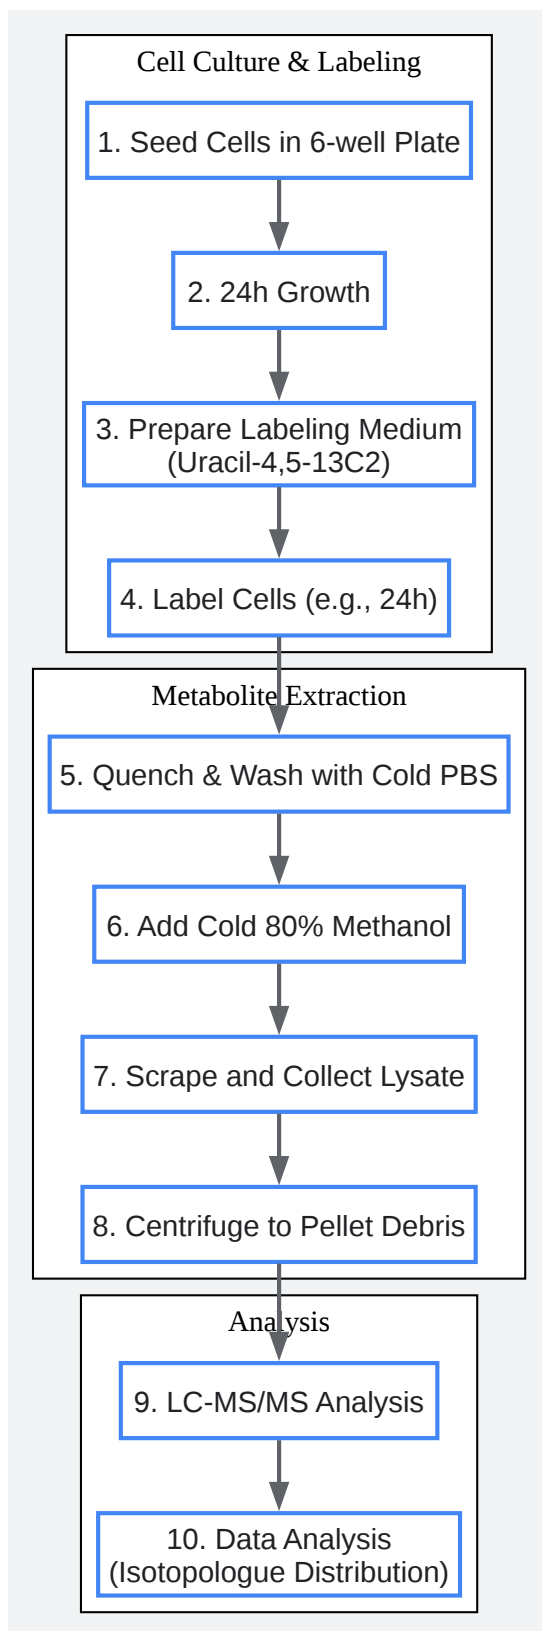 Cell Culture & Labeling
1. Seed Cells in 6-well Plate
2. 24h Growth
3. Prepare Labeling Medium
(Uracil-4,5-13C2)
4. Label Cells (e.g., 24h)
Metabolite Extraction
5. Quench & Wash with Cold PBS
6. Add Cold 80% Methanol
7. Scrape and Collect Lysate
8. Centrifuge to Pellet Debris
Analysis
9. LC-MS/MS Analysis
10. Data Analysis
(Isotopologue Distribution)